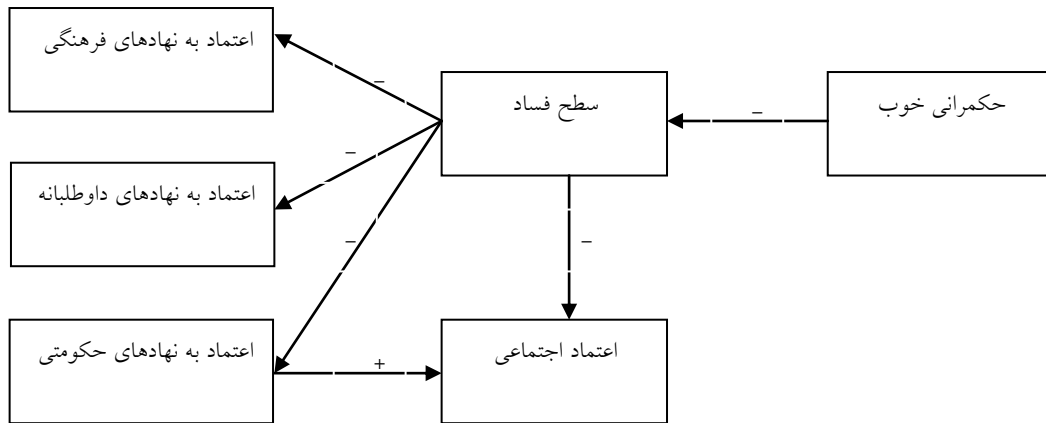 حکمرانی خوب
–
سطح فساد
–
اعتماد به نهادهای فرهنگی
–
اعتماد به نهادهای داوطلبانه
–
اعتماد به نهادهای حکومتی
–
اعتماد اجتماعی
+